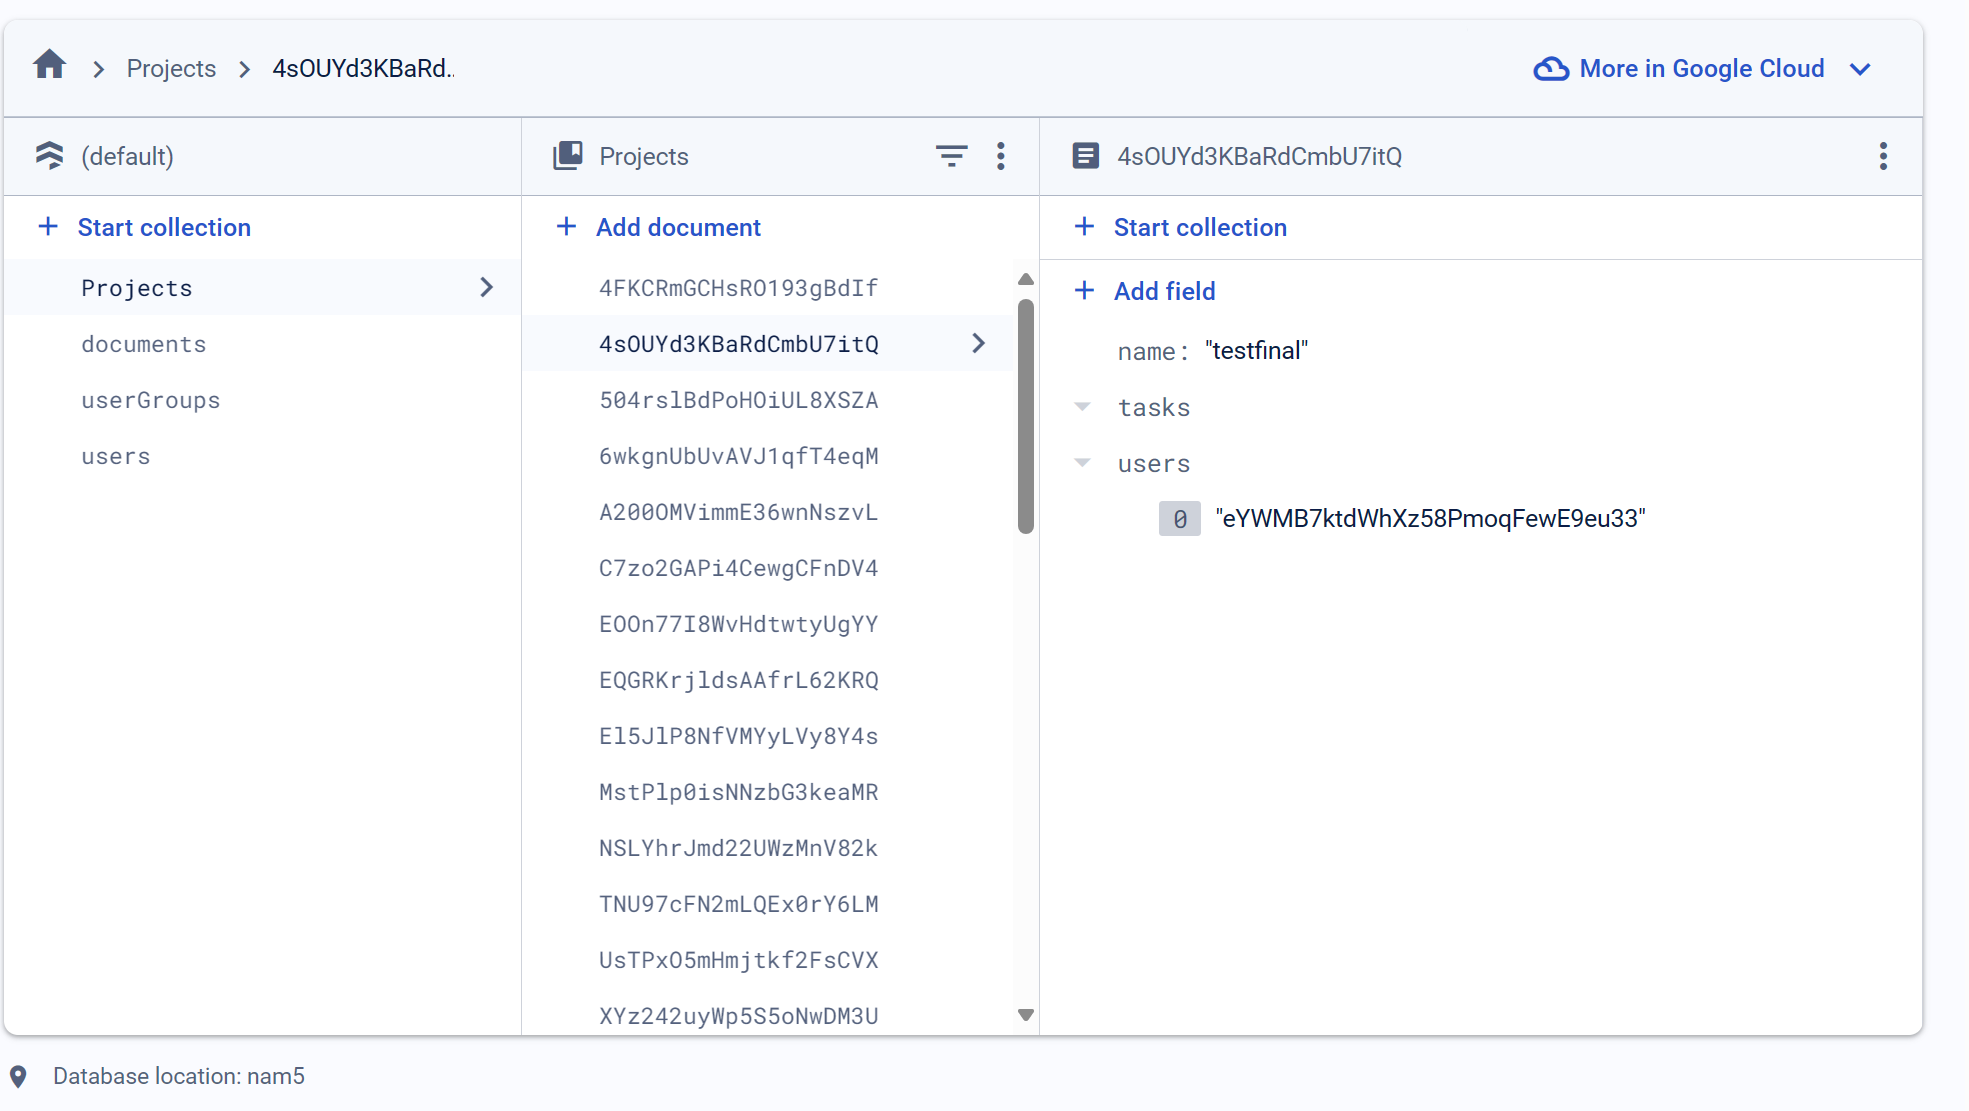 Projects
4sOUYd3KBaRd..
More in Google Cloud
(default)
Projects
4sOUYd3KBaRdCmbU7itQ
Start collection
Add document
Start collection
Projects
documents
userGroups
users
4FKCRmGCHsRO193gBdIf
4sOUYd3KBaRdCmbU7itQ
504rslBdPoHOiUL8XSZA
6wkgnUbUvAVJ1qfT4eqM
A200OMVimmE36wnNszvL
C7zo2GAPi4CewgCFnDV4
EOOn77I8WvHdtwtyUgYY
EQGRKrjldsAAfrL62KRQ
El5JlP8NfVMYyLVy8Y4s
MstPlp0isNNzbG3keaMR
NSLYhrJmd22UWzMnV82k
TNU97cFN2mLQEx0rY6LM
UsTPxO5mHmjtkf2FsCVX
XYz242uyWp5S5oNwDM3U
Add field
name: "testfinal"
tasks
users
0 "eYWMB7ktdWhXz58PmoqFewE9eu33"
Database location: nam5